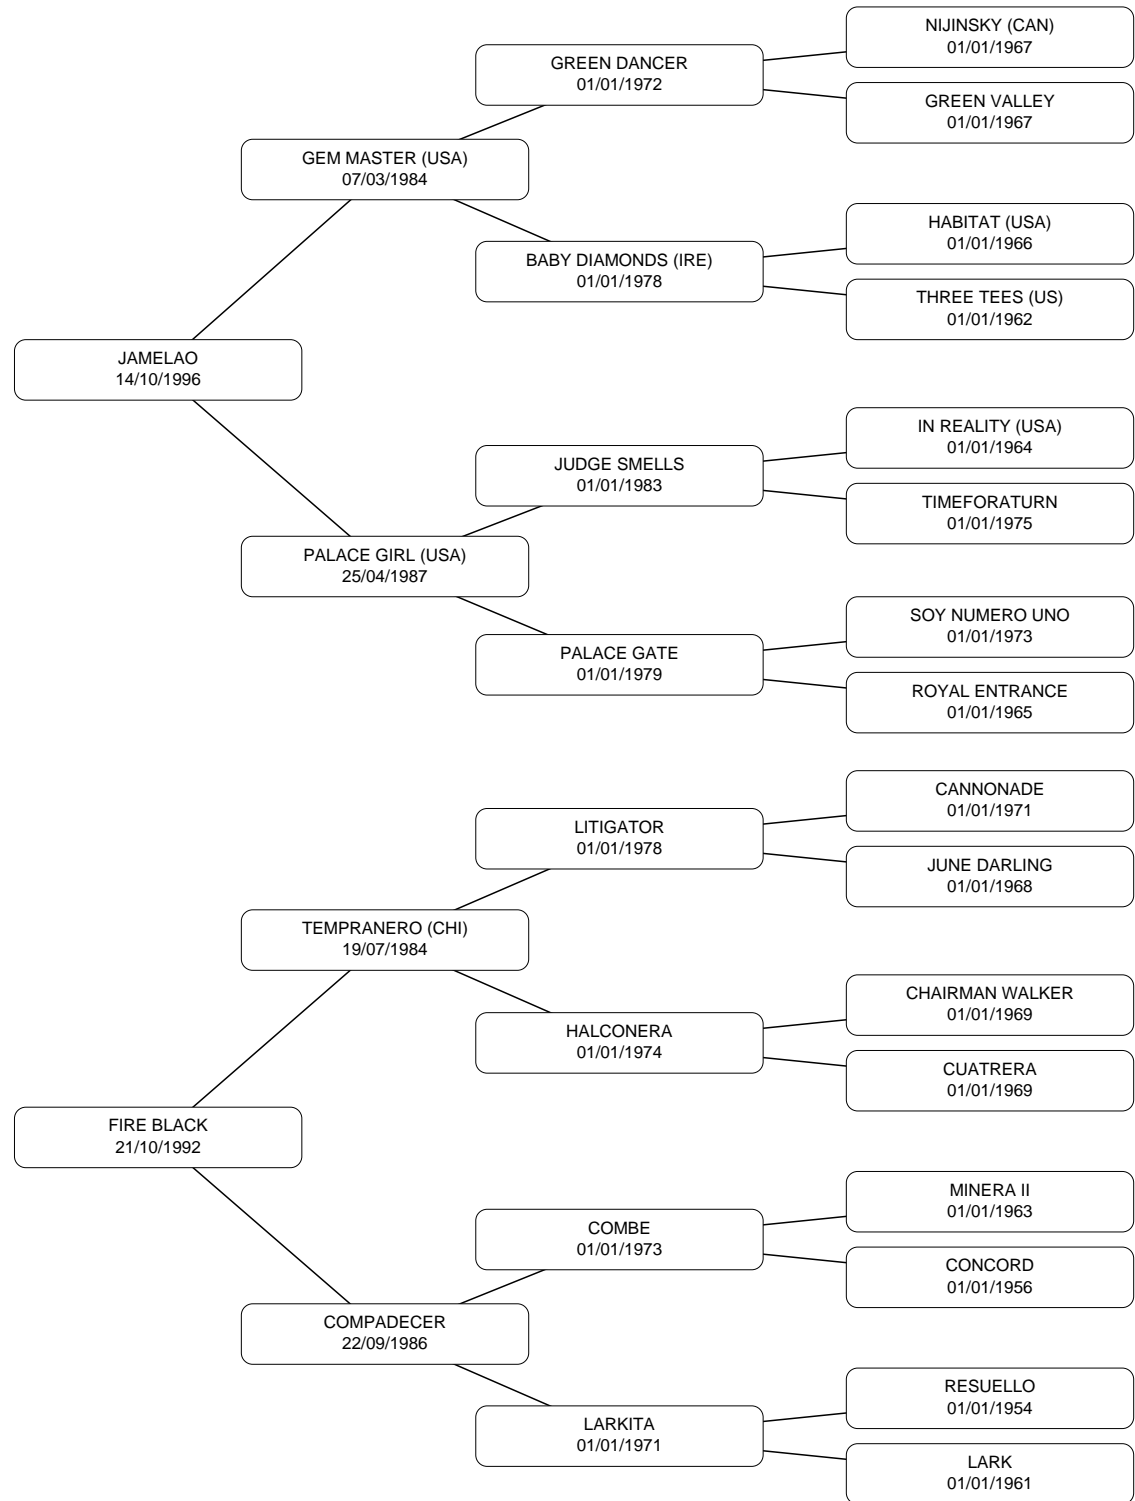 NIJINSKY (CAN)
01/01/1967
GREEN DANCER
01/01/1972
GREEN VALLEY
01/01/1967
GEM MASTER (USA)
07/03/1984
HABITAT (USA)
01/01/1966
BABY DIAMONDS (IRE)
01/01/1978
THREE TEES (US)
01/01/1962
JAMELAO
14/10/1996
IN REALITY (USA)
01/01/1964
JUDGE SMELLS
01/01/1983
TIMEFORATURN
01/01/1975
PALACE GIRL (USA)
25/04/1987
SOY NUMERO UNO
01/01/1973
PALACE GATE
01/01/1979
ROYAL ENTRANCE
01/01/1965
CANNONADE
01/01/1971
LITIGATOR
01/01/1978
JUNE DARLING
01/01/1968
TEMPRANERO (CHI)
19/07/1984
CHAIRMAN WALKER
01/01/1969
HALCONERA
01/01/1974
CUATRERA
01/01/1969
FIRE BLACK
21/10/1992
MINERA II
01/01/1963
COMBE
01/01/1973
CONCORD
01/01/1956
COMPADECER
22/09/1986
RESUELLO
01/01/1954
LARKITA
01/01/1971
LARK
01/01/1961